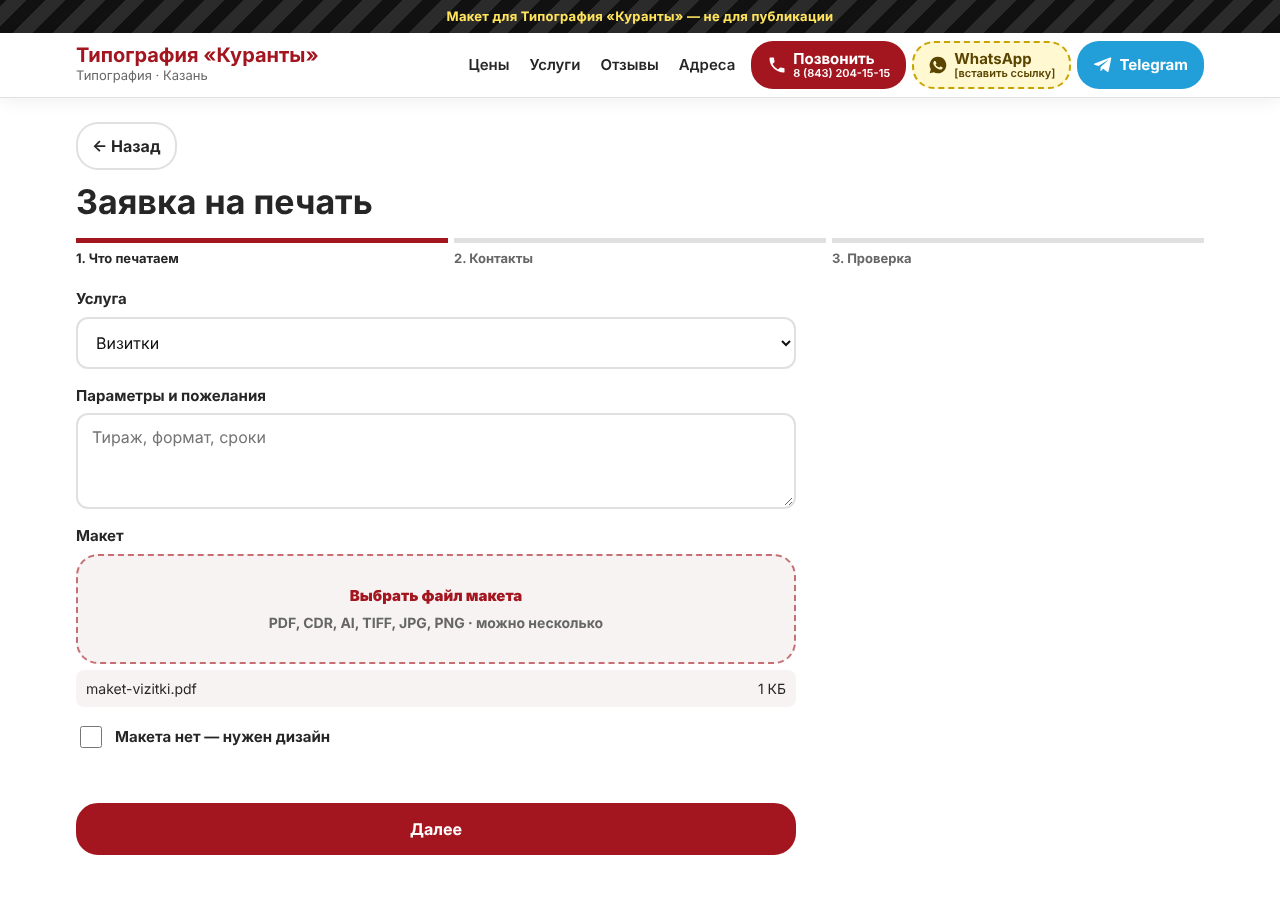 Макет для Типография «Куранты» — не для публикации
Типография «Куранты»
Типография · Казань
Цены
Услуги
Отзывы
Адреса
Позвонить
8 (843) 204-15-15
WhatsApp
[вставить ссылку]
Telegram
← Назад
Заявка на печать
1. Что печатаем
2. Контакты
3. Проверка
Услуга
Визитки
Параметры и пожелания
Тираж, формат, сроки
Макет
Выбрать файл макета
PDF, CDR, AI, TIFF, JPG, PNG · можно несколько
maket-vizitki.pdf 1 КБ
Макета нет — нужен дизайн
Далее